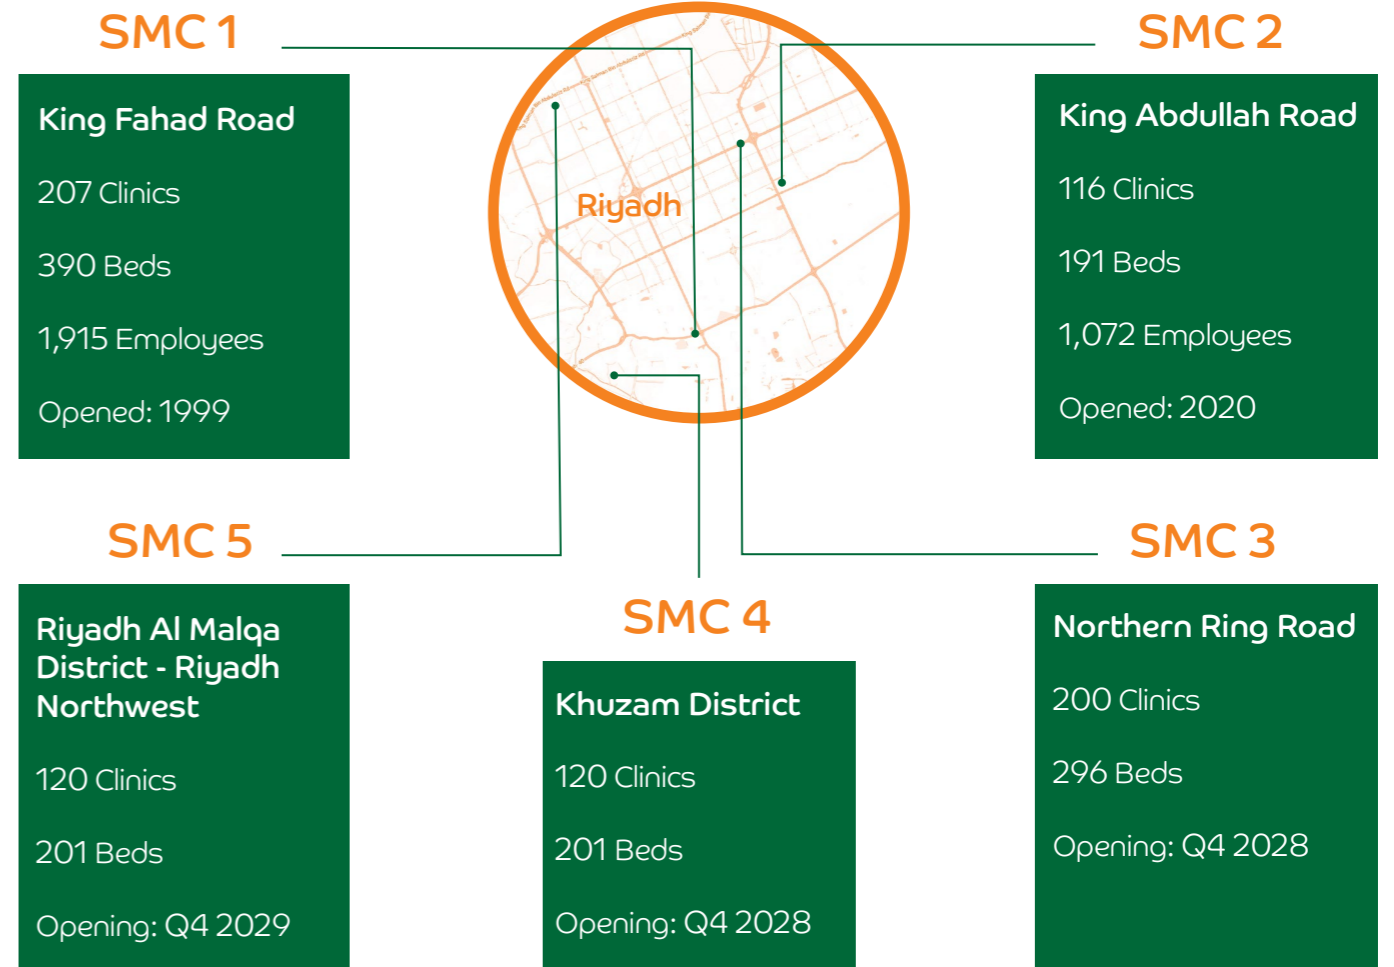 SMC 1
King Fahad Road
207 Clinics
390 Beds
1,915 Employees
Opened: 1999
Riyadh
SMC 2
King Abdullah Road
116 Clinics
191 Beds
1,072 Employees
Opened: 2020
SMC 5
Riyadh Al Malqa
District - Riyadh
Northwest
120 Clinics
201 Beds
Opening: Q4 2029
SMC 4
Khuzam District
120 Clinics
201 Beds
Opening: Q4 2028
SMC 3
Northern Ring Road
200 Clinics
296 Beds
Opening: Q4 2028